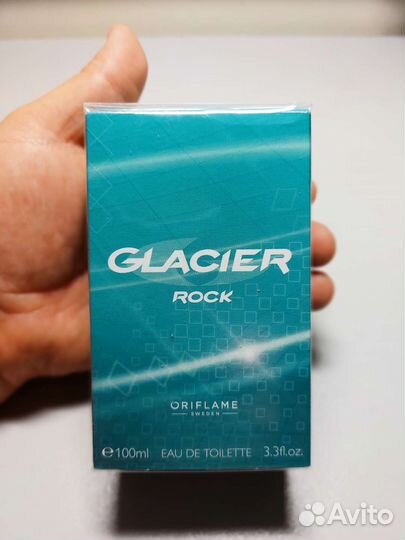 GLACIER
ROCK
ORIFLAME
SWEDEN
℮100ml EAU DE TOILETTE 3.3fl.oz.
Avito